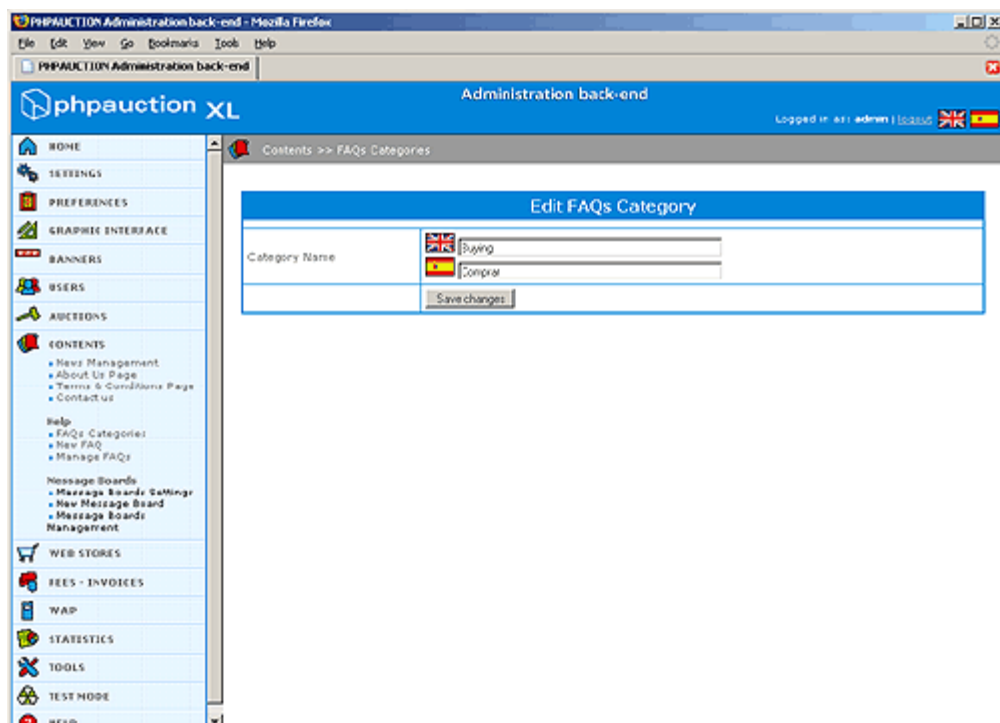 PHPAUCTION Administration back-end - Mozilla Firefox
File Edit View Go Bookmarks Tools Help
PHPAUCTION Administration back-end
phpauction XL
Administration back-end
Logged in as: admin | logout
HOME
SETTINGS
PREFERENCES
GRAPHIC INTERFACE
BANNERS
USERS
AUCTIONS
CONTENTS
News Management
About Us Page
Terms & Conditions Page
Contact us
Help
FAQs Categories
New FAQ
Manage FAQs
Message Boards
Message Boards Settings
New Message Board
Message Boards
Management
WEB STORES
FEES - INVOICES
WAP
STATISTICS
TOOLS
TEST MODE
HELP
Contents >> FAQs Categories
Edit FAQs Category
Category Name
Buying
Comprar
Save changes